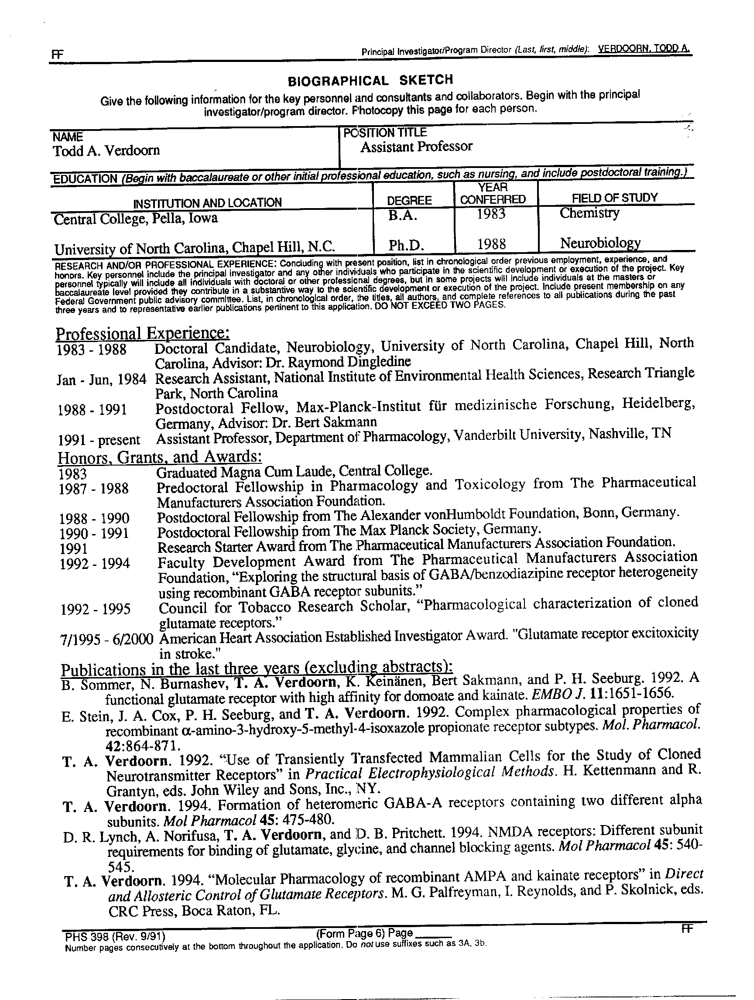 FF
Principal Investigator/Program Director (Last, first, middle): VERDOORN, TODD A.
BIOGRAPHICAL SKETCH
Give the following information for the key personnel and consultants and collaborators. Begin with the principal
investigator/program director. Photocopy this page for each person.
NAME
Todd A. Verdoorn
POSITION TITLE
Assistant Professor
EDUCATION (Begin with baccalaureate or other initial professional education, such as nursing, and include postdoctoral training.)
INSTITUTION AND LOCATION DEGREE YEAR CONFERRED FIELD OF STUDY
Central College, Pella, Iowa B.A. 1983 Chemistry
University of North Carolina, Chapel Hill, N.C. Ph.D. 1988 Neurobiology
RESEARCH AND/OR PROFESSIONAL EXPERIENCE: Concluding with present position, list in chronological order previous employment, experience, and
honors. Key personnel include the principal investigator and any other individuals who participate in the scientific development or execution of the project. Key
personnel typically will include all individuals with doctoral or other professional degrees, but in some projects will include individuals at the masters or
baccalaureate level provided they contribute in a substantive way to the scientific development or execution of the project. Include present membership on any
Federal Government public advisory committee. List, in chronological order, the titles, all authors, and complete references to all publications during the past
three years and to representative earlier publications pertinent to this application. DO NOT EXCEED TWO PAGES.
Professional Experience:
1983 - 1988 Doctoral Candidate, Neurobiology, University of North Carolina, Chapel Hill, North
Carolina, Advisor: Dr. Raymond Dingledine
Jan - Jun, 1984 Research Assistant, National Institute of Environmental Health Sciences, Research Triangle
Park, North Carolina
1988 - 1991 Postdoctoral Fellow, Max-Planck-Institut für medizinische Forschung, Heidelberg,
Germany, Advisor: Dr. Bert Sakmann
1991 - present Assistant Professor, Department of Pharmacology, Vanderbilt University, Nashville, TN
Honors, Grants, and Awards:
1983 Graduated Magna Cum Laude, Central College.
1987 - 1988 Predoctoral Fellowship in Pharmacology and Toxicology from The Pharmaceutical
Manufacturers Association Foundation.
1988 - 1990 Postdoctoral Fellowship from The Alexander vonHumboldt Foundation, Bonn, Germany.
1990 - 1991 Postdoctoral Fellowship from The Max Planck Society, Germany.
1991 Research Starter Award from The Pharmaceutical Manufacturers Association Foundation.
1992 - 1994 Faculty Development Award from The Pharmaceutical Manufacturers Association
Foundation, "Exploring the structural basis of GABA/benzodiazipine receptor heterogeneity
using recombinant GABA receptor subunits."
1992 - 1995 Council for Tobacco Research Scholar, "Pharmacological characterization of cloned
glutamate receptors."
7/1995 - 6/2000 American Heart Association Established Investigator Award. "Glutamate receptor excitoxicity
in stroke."
Publications in the last three years (excluding abstracts):
B. Sommer, N. Burnashev, T. A. Verdoorn, K. Keinänen, Bert Sakmann, and P. H. Seeburg. 1992. A
functional glutamate receptor with high affinity for domoate and kainate. EMBO J. 11:1651-1656.
E. Stein, J. A. Cox, P. H. Seeburg, and T. A. Verdoorn. 1992. Complex pharmacological properties of
recombinant α-amino-3-hydroxy-5-methyl-4-isoxazole propionate receptor subtypes. Mol. Pharmacol.
42:864-871.
T. A. Verdoorn. 1992. "Use of Transiently Transfected Mammalian Cells for the Study of Cloned
Neurotransmitter Receptors" in Practical Electrophysiological Methods. H. Kettenmann and R.
Grantyn, eds. John Wiley and Sons, Inc., NY.
T. A. Verdoorn. 1994. Formation of heteromeric GABA-A receptors containing two different alpha
subunits. Mol Pharmacol 45: 475-480.
D. R. Lynch, A. Norifusa, T. A. Verdoorn, and D. B. Pritchett. 1994. NMDA receptors: Different subunit
requirements for binding of glutamate, glycine, and channel blocking agents. Mol Pharmacol 45: 540-
545.
T. A. Verdoorn. 1994. "Molecular Pharmacology of recombinant AMPA and kainate receptors" in Direct
and Allosteric Control of Glutamate Receptors. M. G. Palfreyman, I. Reynolds, and P. Skolnick, eds.
CRC Press, Boca Raton, FL.
PHS 398 (Rev. 9/91) (Form Page 6) Page FF
Number pages consecutively at the bottom throughout the application. Do not use suffixes such as 3A, 3b.